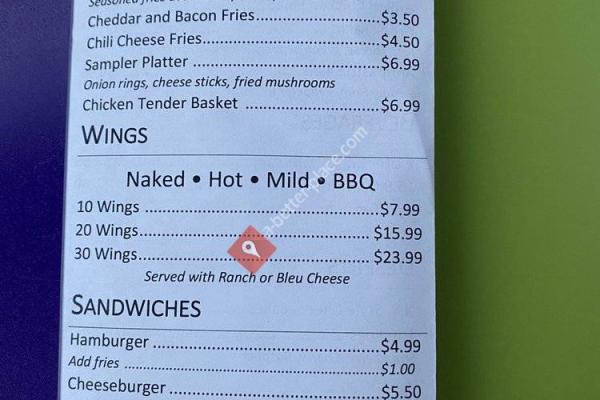 Cheddar and Bacon Fries..............................$3.50
Chili Cheese Fries..........................................$4.50
Sampler Platter ..............................................$6.99
Onion rings, cheese sticks, fried mushrooms
Chicken Tender Basket ................................$6.99
WINGS
Naked • Hot • Mild • BBQ
10 Wings ........................................................$7.99
20 Wings........................................................ $15.99
30 Wings........................................................ $23.99
Served with Ranch or Bleu Cheese
SANDWICHES
Hamburger .....................................................$4.99
Add fries ..........................................................$1.00
Cheeseburger ..................................................$5.50
a-better-place.com